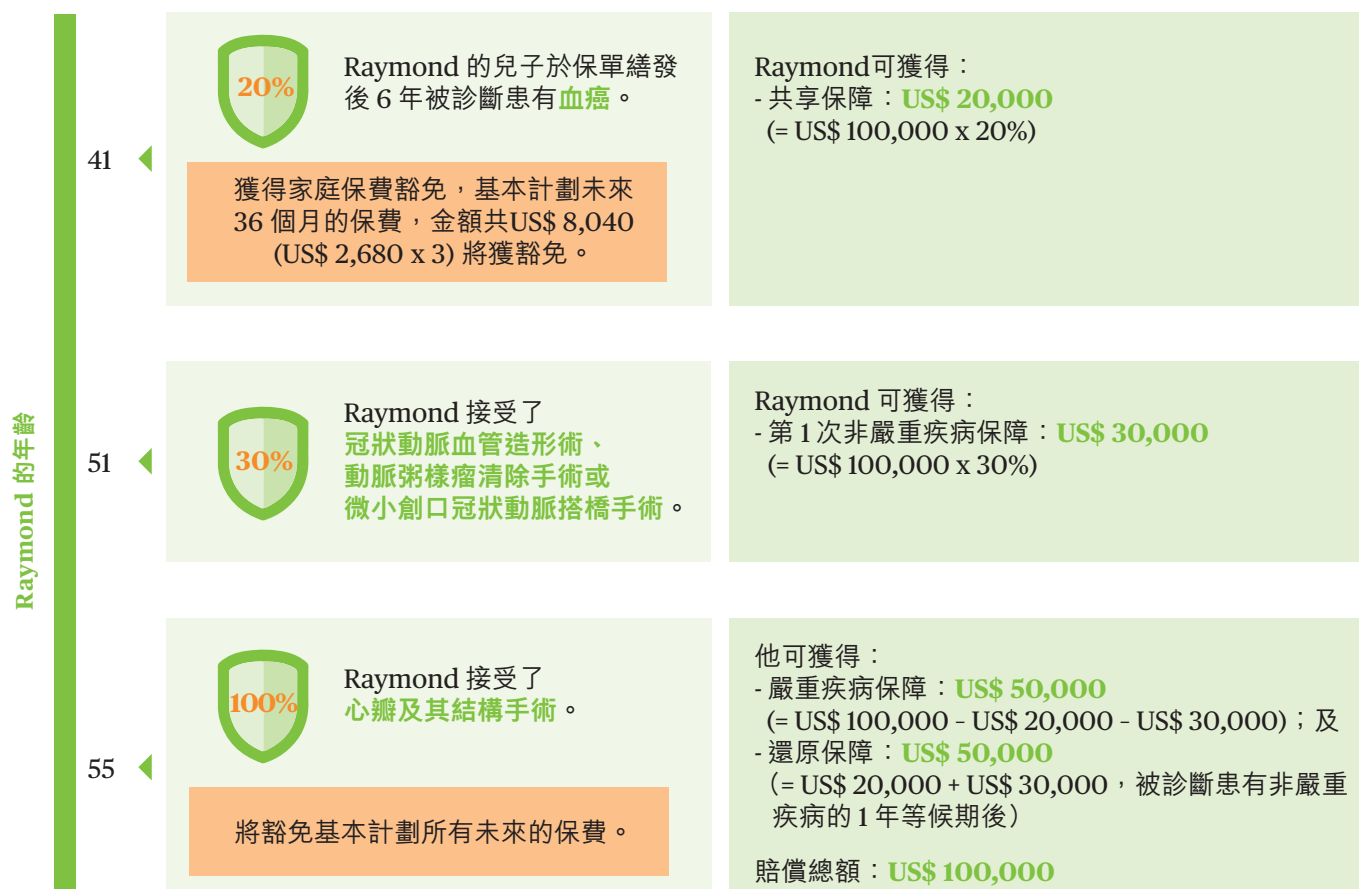 Raymond 的年齡
41
20%
Raymond 的兒子於保單繕發
後 6 年被診斷患有血癌。
獲得家庭保費豁免，基本計劃未來
36 個月的保費，金額共US$ 8,040
(US$ 2,680 x 3) 將獲豁免。
Raymond可獲得：
- 共享保障：US$ 20,000
(= US$ 100,000 x 20%)
51
30%
Raymond 接受了
冠狀動脈血管造形術、
動脈粥樣瘤清除手術或
微小創口冠狀動脈搭橋手術。
Raymond 可獲得：
- 第 1 次非嚴重疾病保障：US$ 30,000
(= US$ 100,000 x 30%)
55
100%
Raymond 接受了
心瓣及其結構手術。
將豁免基本計劃所有未來的保費。
他可獲得：
- 嚴重疾病保障：US$ 50,000
(= US$ 100,000 – US$ 20,000 – US$ 30,000)；及
- 還原保障：US$ 50,000
（= US$ 20,000 + US$ 30,000，被診斷患有非嚴重
疾病的 1 年等候期後）
賠償總額：US$ 100,000